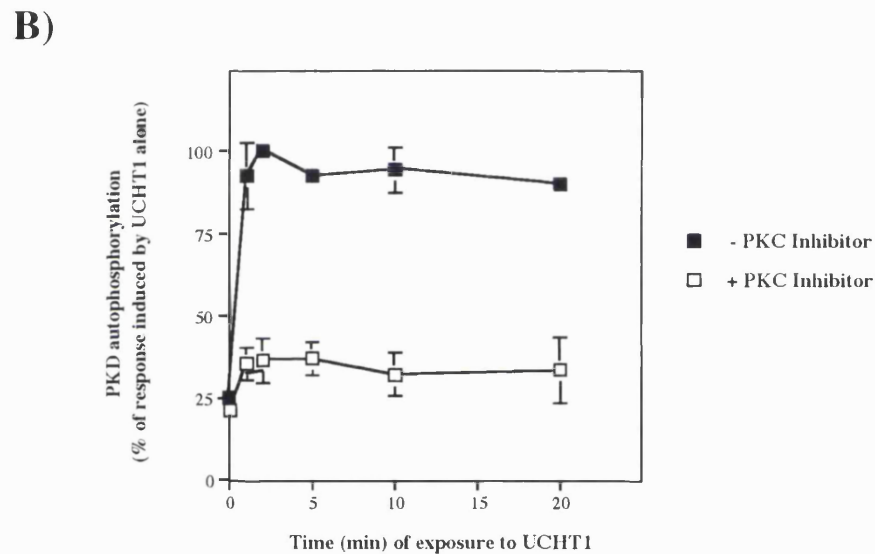 B)
PKD autophosphorylation
(% of response induced by UCHT1 alone)
100
75
50
25
0
0 5 10 15 20
Time (min) of exposure to UCHT1
- PKC Inhibitor
+ PKC Inhibitor